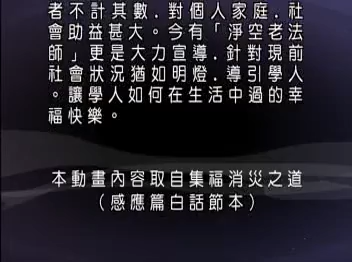 者不計其數，對個人家庭，社
會助益甚大。今有「淨空老法
師」更是大力宣導，針對現前
社會狀況猶如明燈，導引學人
。讓學人如何在生活中過的幸
福快樂。
本動畫內容取自集福消災之道
（感應篇白話節本）